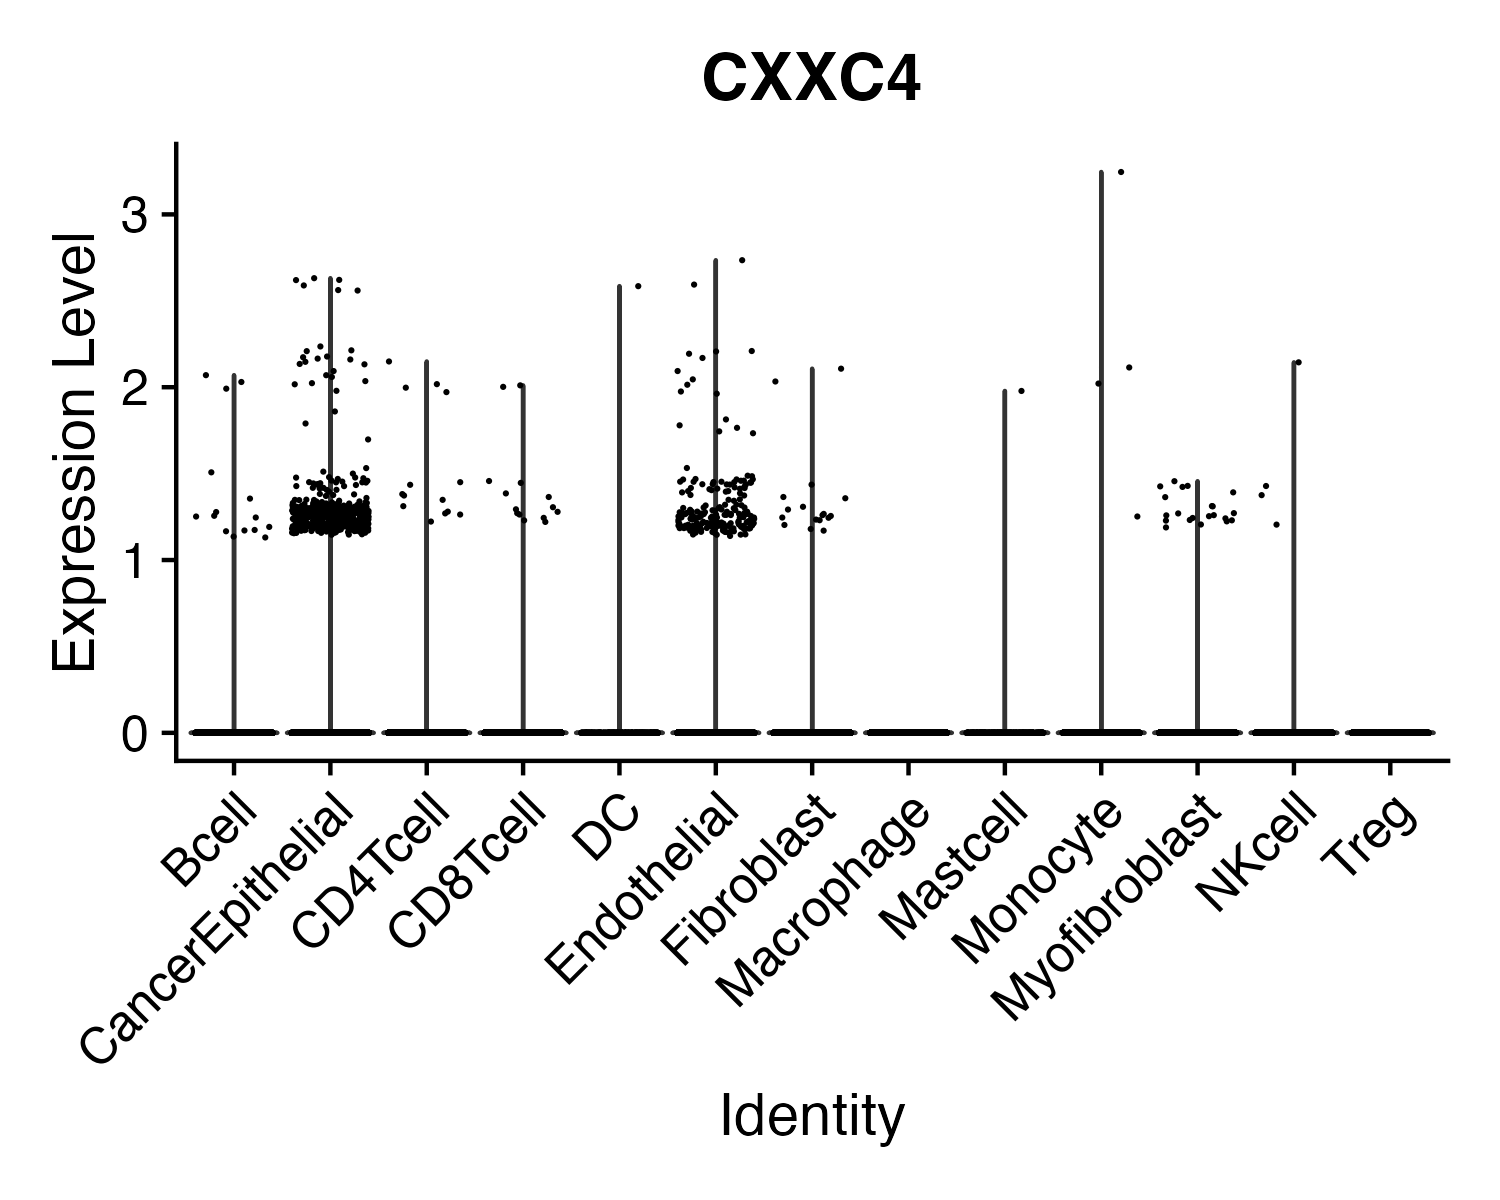 CXXC4
Expression Level
3
2
1
0
Bcell
CancerEpithelial
CD4Tcell
CD8Tcell
DC
Endothelial
Fibroblast
Macrophage
Mastcell
Monocyte
Myofibroblast
NKcell
Treg
Identity